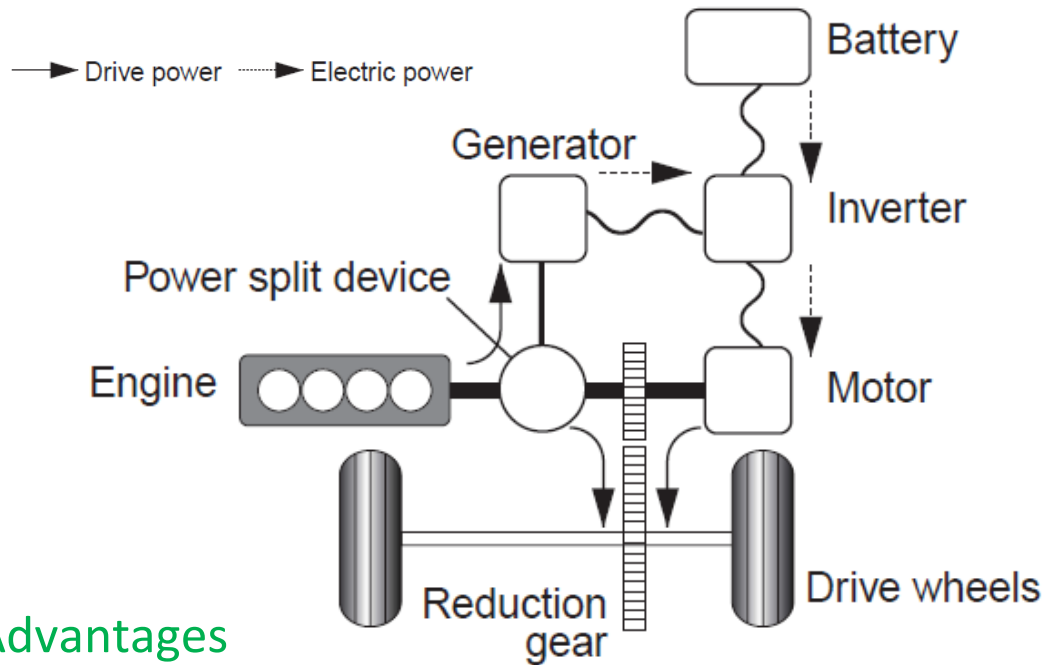 Battery
Drive power
Electric power
Generator
Inverter
Power split device
Engine
Motor
Drive wheels
Reduction
gear
Advantages